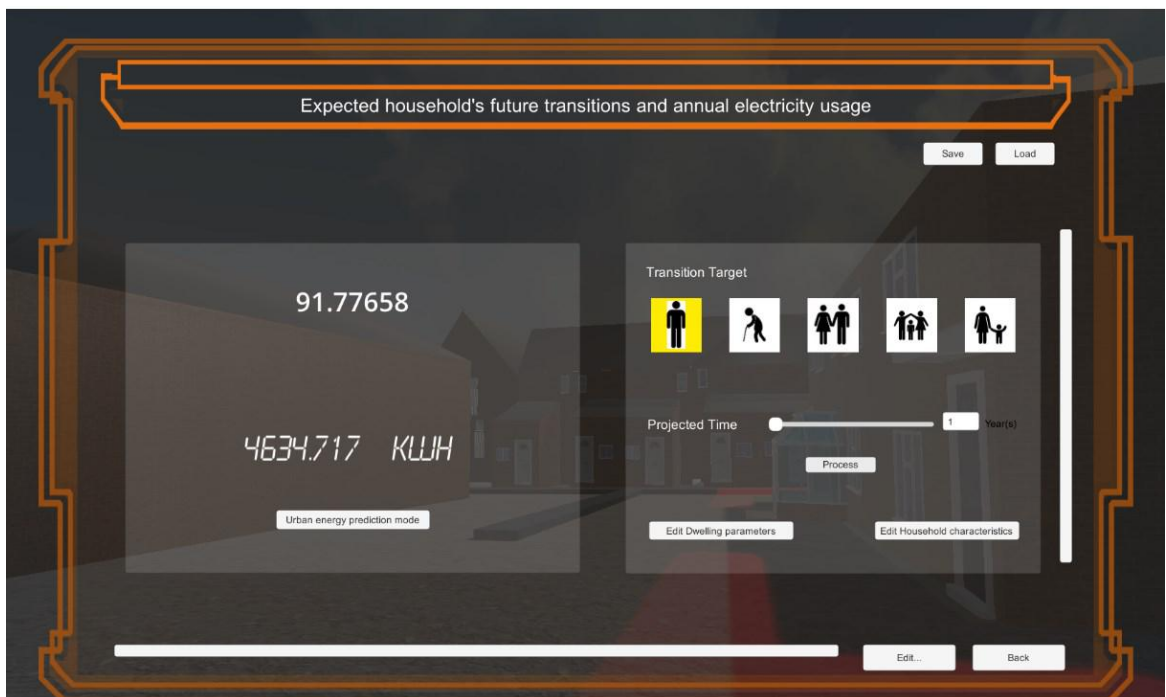 Expected household's future transitions and annual electricity usage
Save Load
91.77658
4634.717 KWH
Urban energy prediction mode
Transition Target
Projected Time 1 Year(s)
Process
Edit Dwelling parameters Edit Household characteristics
Edit... Back